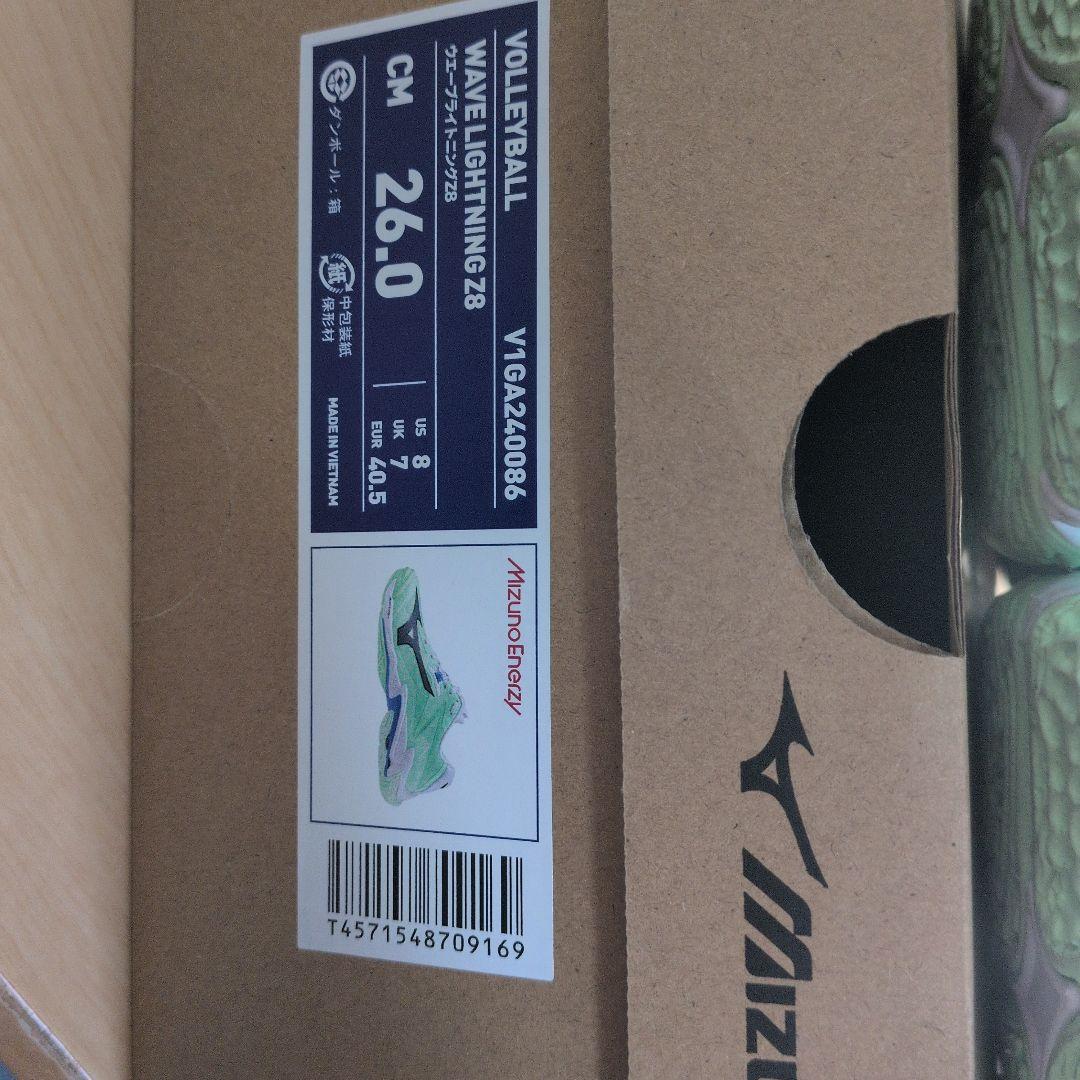 VOLLEYBALL V1GA240086
WAVE LIGHTNING Z8
ウエーブライトニングZ8
CM 26.0
US 8
UK 7
EUR 40.5
ダンボール:箱
紙 中包装紙
保形材
MADE IN VIETNAM
MizunoEnerzy
T4571548709169
MIZU